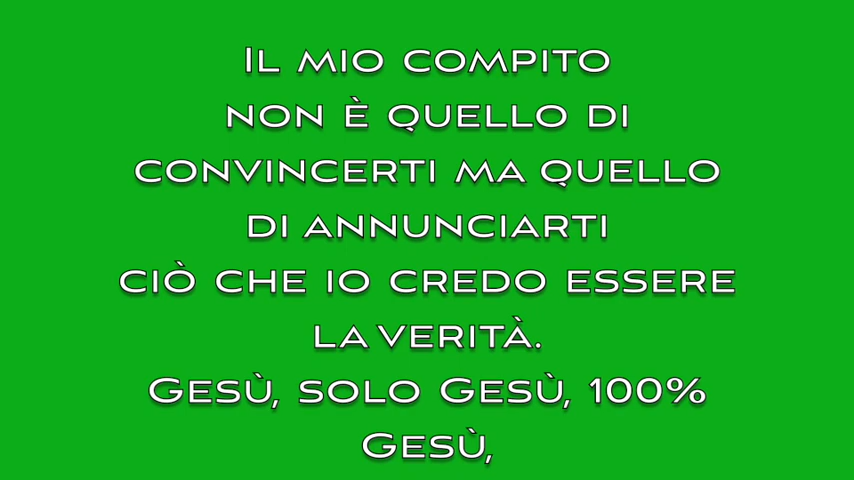 Il mio compito
non è quello di
convincerti ma quello
di annunciarti
ciò che io credo essere
la verità.
Gesù, solo Gesù, 100%
Gesù,